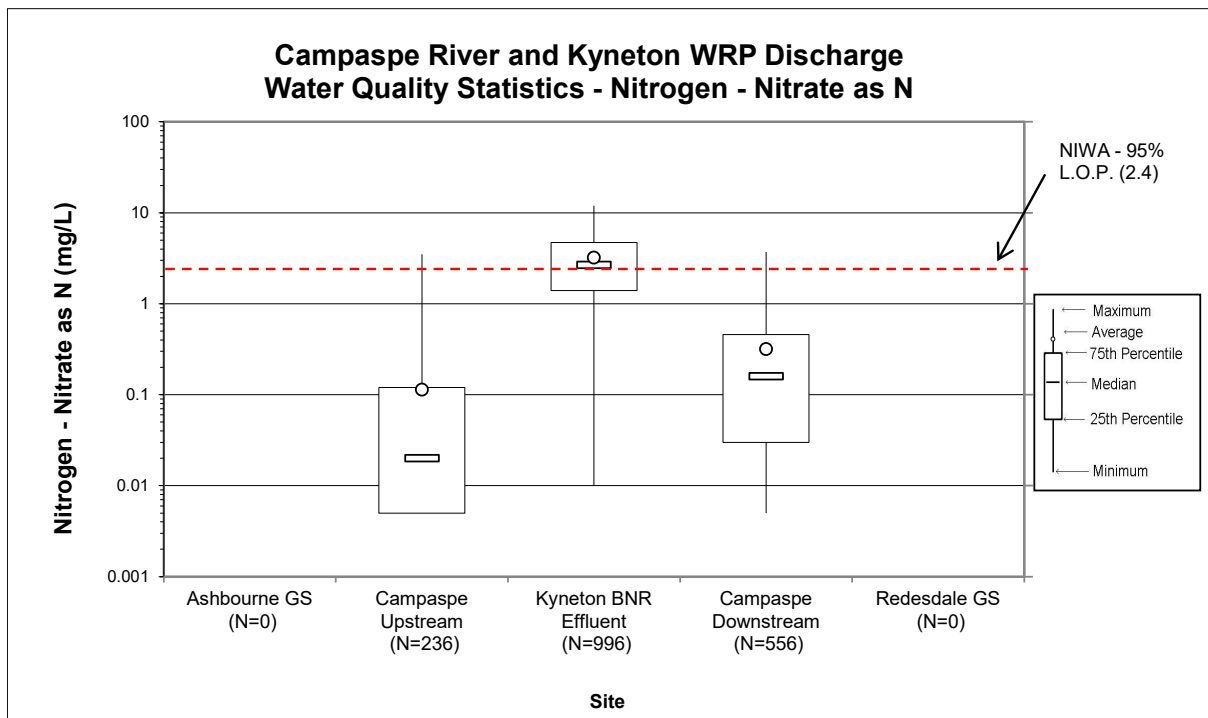 Campaspe River and Kyneton WRP Discharge
Water Quality Statistics - Nitrogen - Nitrate as N
Nitrogen - Nitrate as N (mg/L)
100
10
1
0.1
0.01
0.001
NIWA - 95%
L.O.P. (2.4)
Maximum
Average
75th Percentile
Median
25th Percentile
Minimum
Ashbourne GS
(N=0)
Campaspe
Upstream
(N=236)
Kyneton BNR
Effluent
(N=996)
Campaspe
Downstream
(N=556)
Redesdale GS
(N=0)
Site